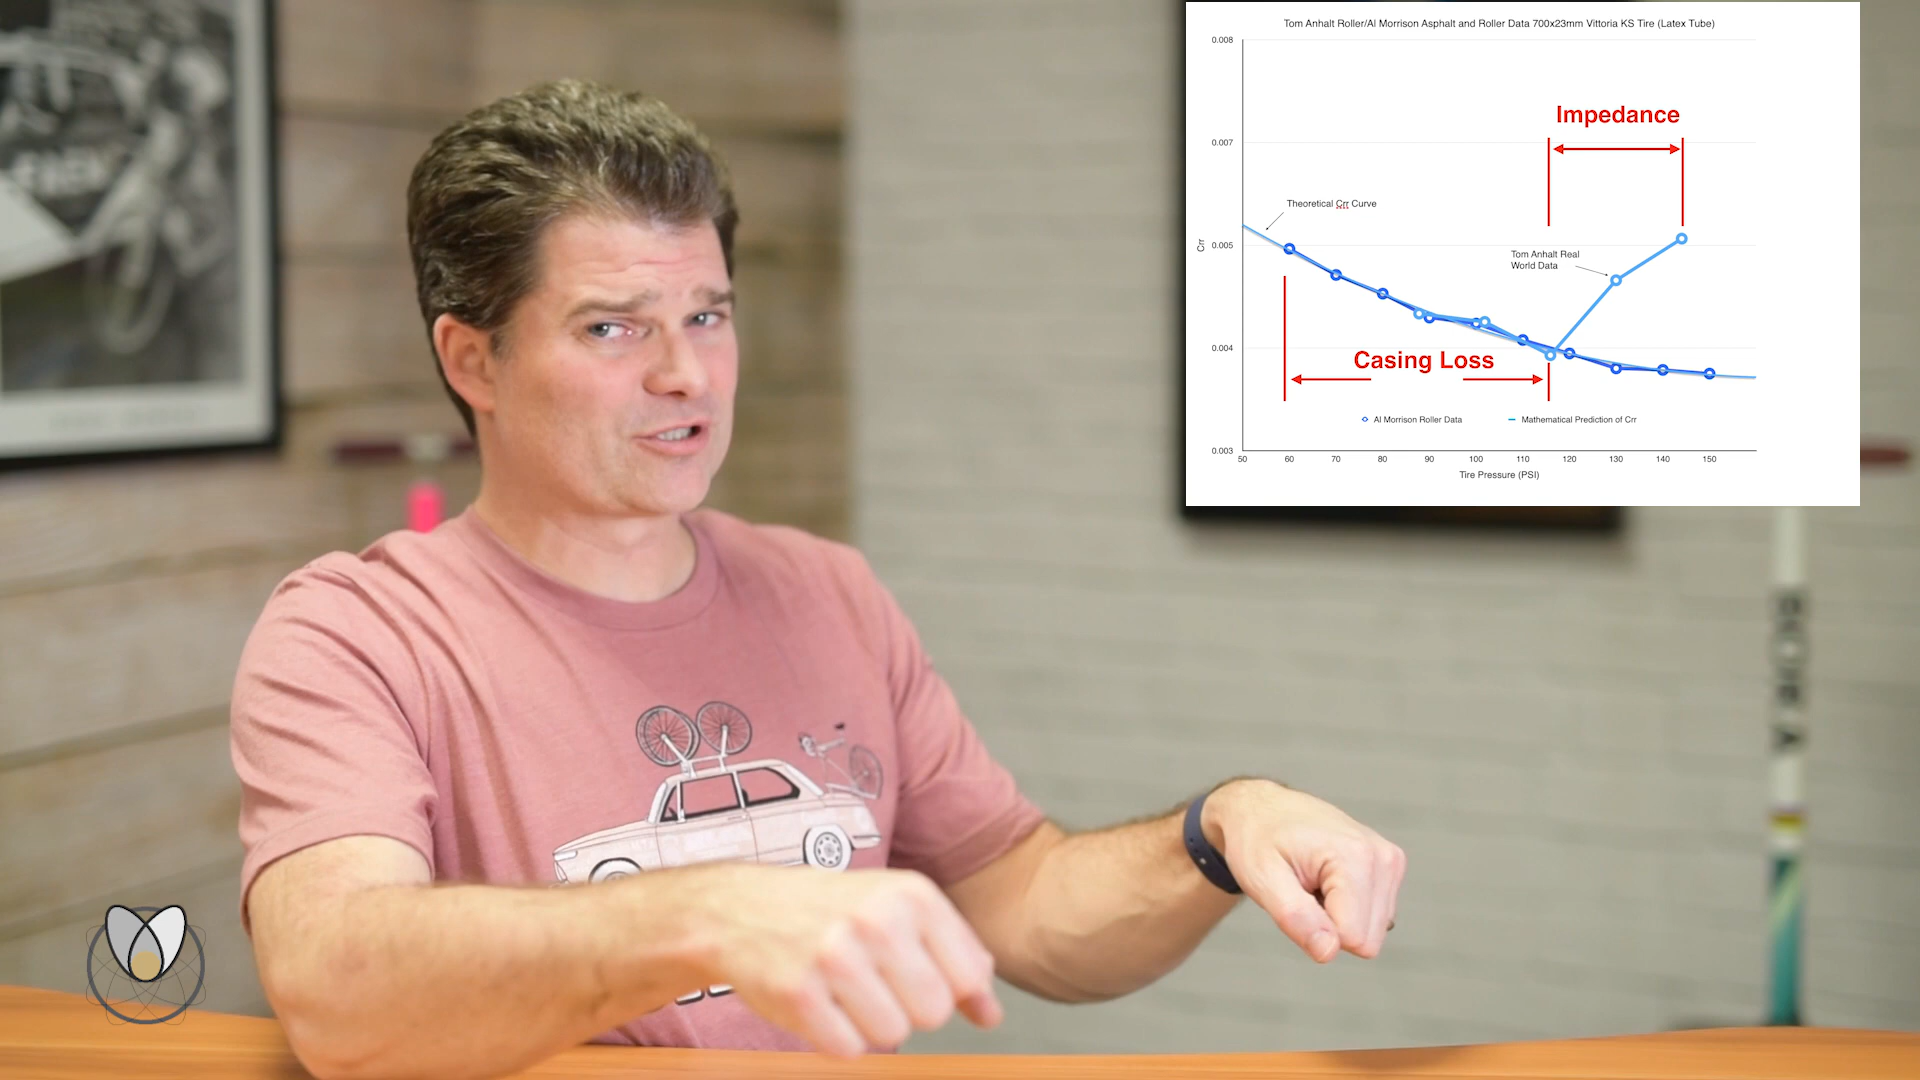 Tom Anhalt Roller/Al Morrison Asphalt and Roller Data 700x23mm Vittoria KS Tire (Latex Tube)
0.008
Impedance
0.007
Theoretical Crr Curve
Crr
0.005
Tom Anhalt Real
World Data
0.004
Casing Loss
Al Morrison Roller Data
Mathematical Prediction of Crr
0.003
50 60 70 80 90 100 110 120 130 140 150
Tire Pressure (PSI)